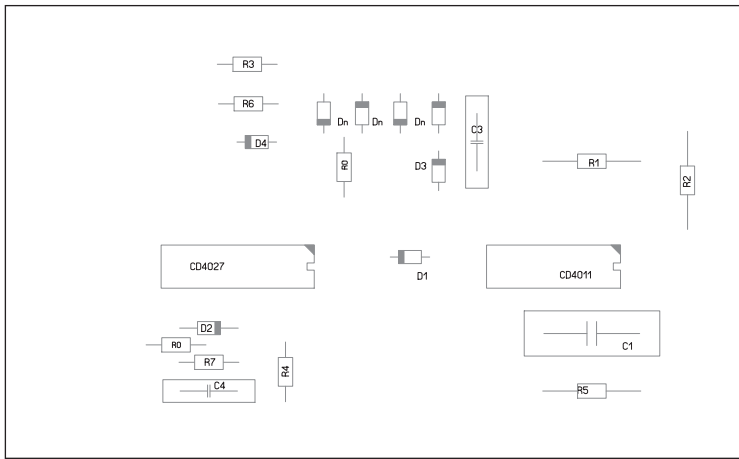 R3
R6
Dn Dn Dn
C3
D4
R0
D3
R1
R2
CD4027
D1
CD4011
D2
R0
R7
C4
R4
C1
R5